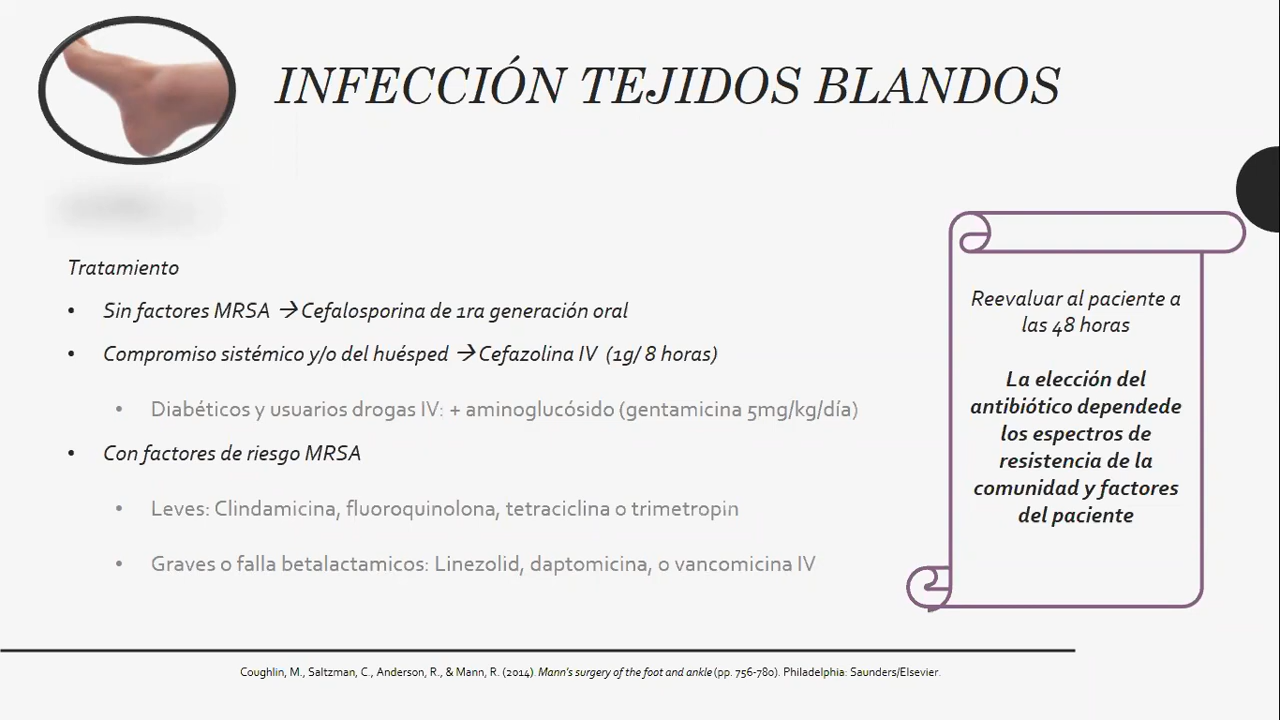 INFECCIÓN TEJIDOS BLANDOS
Tratamiento
• Sin factores MRSA → Cefalosporina de 1ra generación oral
• Compromiso sistémico y/o del huésped → Cefazolina IV (1g/ 8 horas)
• Diabéticos y usuarios drogas IV: + aminoglucósido (gentamicina 5mg/kg/día)
• Con factores de riesgo MRSA
• Leves: Clindamicina, fluoroquinolona, tetraciclina o trimetropin
• Graves o falla betalactamicos: Linezolid, daptomicina, o vancomicina IV
Reevaluar al paciente a
las 48 horas
La elección del
antibiótico dependede
los espectros de
resistencia de la
comunidad y factores
del paciente
Coughlin, M., Saltzman, C., Anderson, R., & Mann, R. (2014). Mann's surgery of the foot and ankle (pp. 756-780). Philadelphia: Saunders/Elsevier.